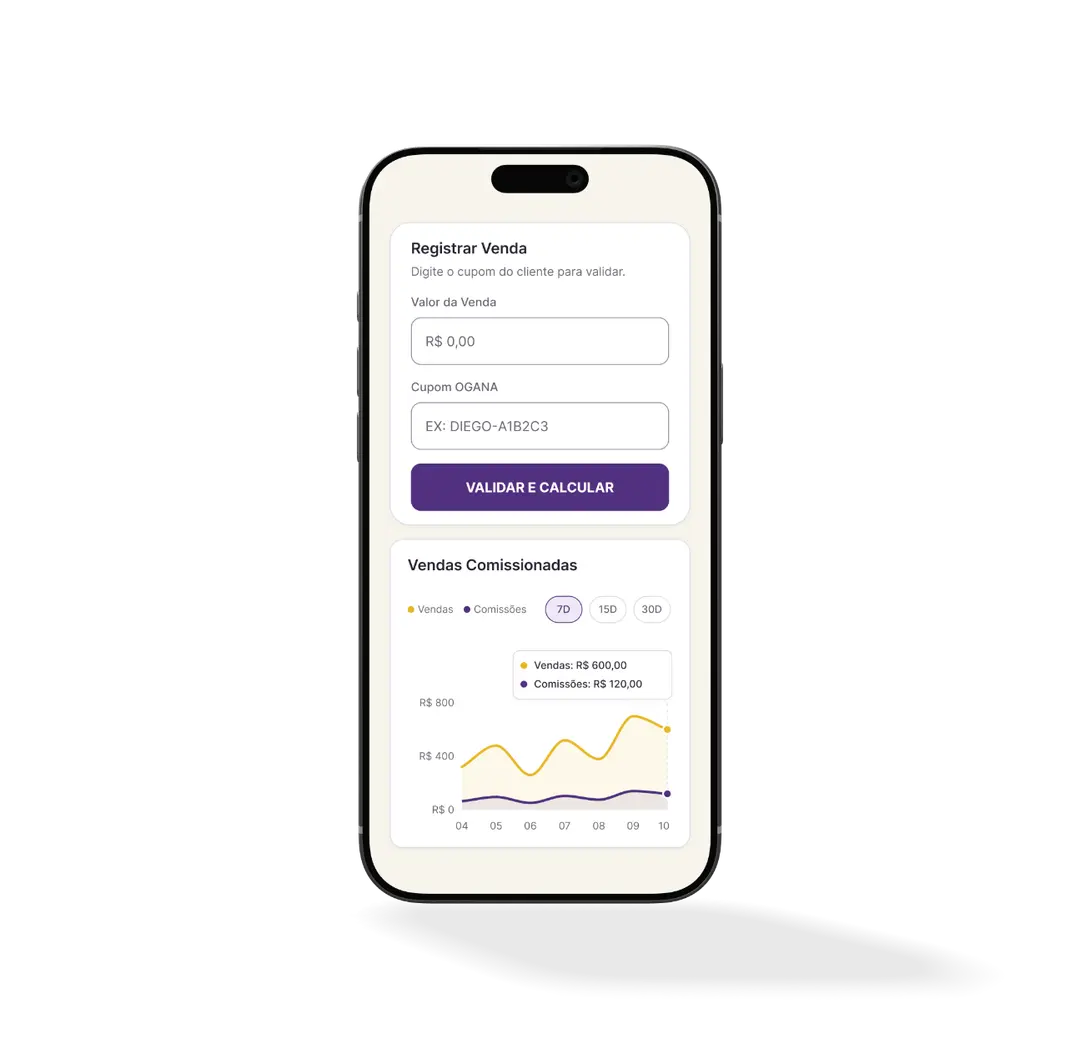 Registrar Venda
Digite o cupom do cliente para validar.
Valor da Venda
R$ 0,00
Cupom OGANA
EX: DIEGO-A1B2C3
VALIDAR E CALCULAR
Vendas Comissionadas
Vendas Comissões 7D 15D 30D
Vendas: R$ 600,00
Comissões: R$ 120,00
R$ 800
R$ 400
R$ 0
04 05 06 07 08 09 10